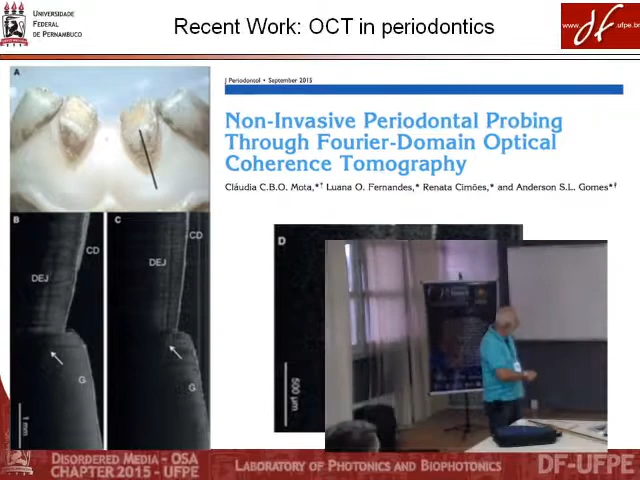 UNIVERSIDADE
FEDERAL
DE PERNAMBUCO
Recent Work: OCT in periodontics
www.df.ufpe.br
J Periodontol • September 2015
Non-Invasive Periodontal Probing
Through Fourier-Domain Optical
Coherence Tomography
Cláudia C.B.O. Mota,*† Luana O. Fernandes,* Renata Cimões,* and Anderson S.L. Gomes*‡
A
B
CD
DEJ
G
1 mm
C
CD
DEJ
G
D
500 µm
DISORDERED MEDIA - OSA
CHAPTER 2015 - UFPE
LABORATORY OF PHOTONICS AND BIOPHOTONICS
DF-UFPE